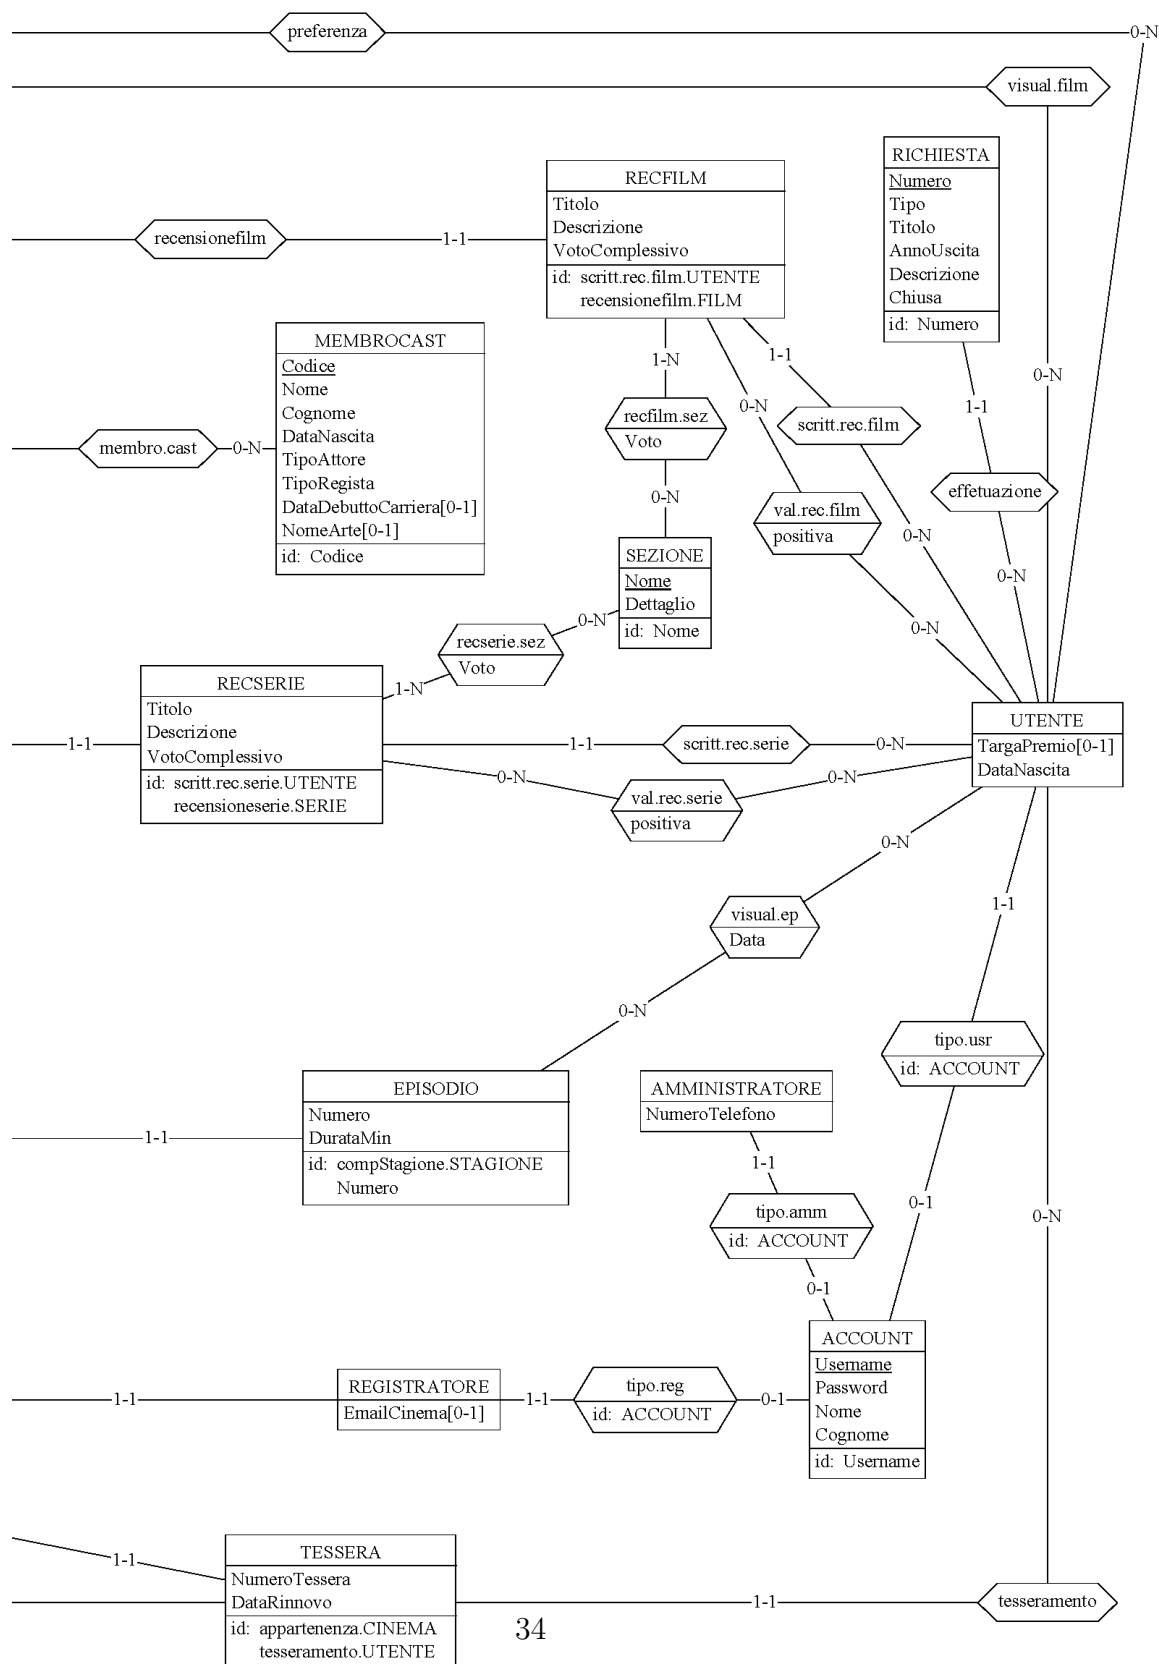 preferenza
0-N
visual.film
RICHIESTA
Numero
Tipo
Titolo
AnnoUscita
Descrizione
Chiusa
id: Numero
RECFILM
Titolo
Descrizione
VotoComplessivo
id: scritt.rec.film.UTENTE
recensionefilm.FILM
recensionefilm
1-1
MEMBROCAST
Codice
Nome
Cognome
DataNascita
TipoAttore
TipoRegista
DataDebuttoCarriera[0-1]
NomeArte[0-1]
id: Codice
membro.cast
0-N
1-N
recfilm.sez
Voto
0-N
0-N
val.rec.film
positiva
0-N
1-1
scritt.rec.film
0-N
1-1
effetuazione
0-N
0-N
SEZIONE
Nome
Dettaglio
id: Nome
0-N
recserie.sez
Voto
1-N
RECSERIE
Titolo
Descrizione
VotoComplessivo
id: scritt.rec.serie.UTENTE
recensioneserie.SERIE
1-1
1-1
scritt.rec.serie
0-N
0-N
val.rec.serie
positiva
0-N
UTENTE
TargaPremio[0-1]
DataNascita
0-N
visual.ep
Data
0-N
1-1
tipo.usr
id: ACCOUNT
0-1
EPISODIO
Numero
DurataMin
id: compStagione.STAGIONE
Numero
1-1
AMMINISTRATORE
NumeroTelefono
1-1
tipo.amm
id: ACCOUNT
0-1
0-N
ACCOUNT
Username
Password
Nome
Cognome
id: Username
1-1
REGISTRATORE
EmailCinema[0-1]
1-1
tipo.reg
id: ACCOUNT
0-1
1-1
TESSERA
NumeroTessera
DataRinnovo
id: appartenenza.CINEMA
tesseramento.UTENTE
1-1
tesseramento
34